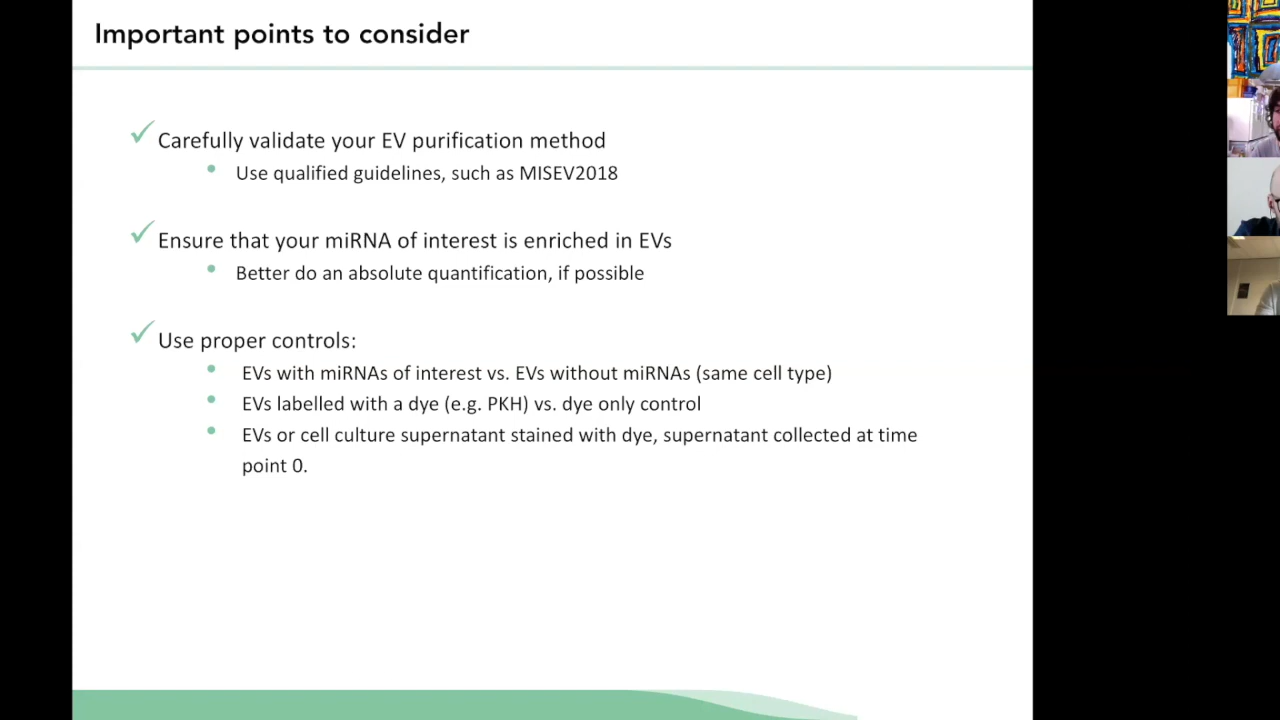 Important points to consider
Carefully validate your EV purification method
Use qualified guidelines, such as MISEV2018
Ensure that your miRNA of interest is enriched in EVs
Better do an absolute quantification, if possible
Use proper controls:
EVs with miRNAs of interest vs. EVs without miRNAs (same cell type)
EVs labelled with a dye (e.g. PKH) vs. dye only control
EVs or cell culture supernatant stained with dye, supernatant collected at time
point 0.